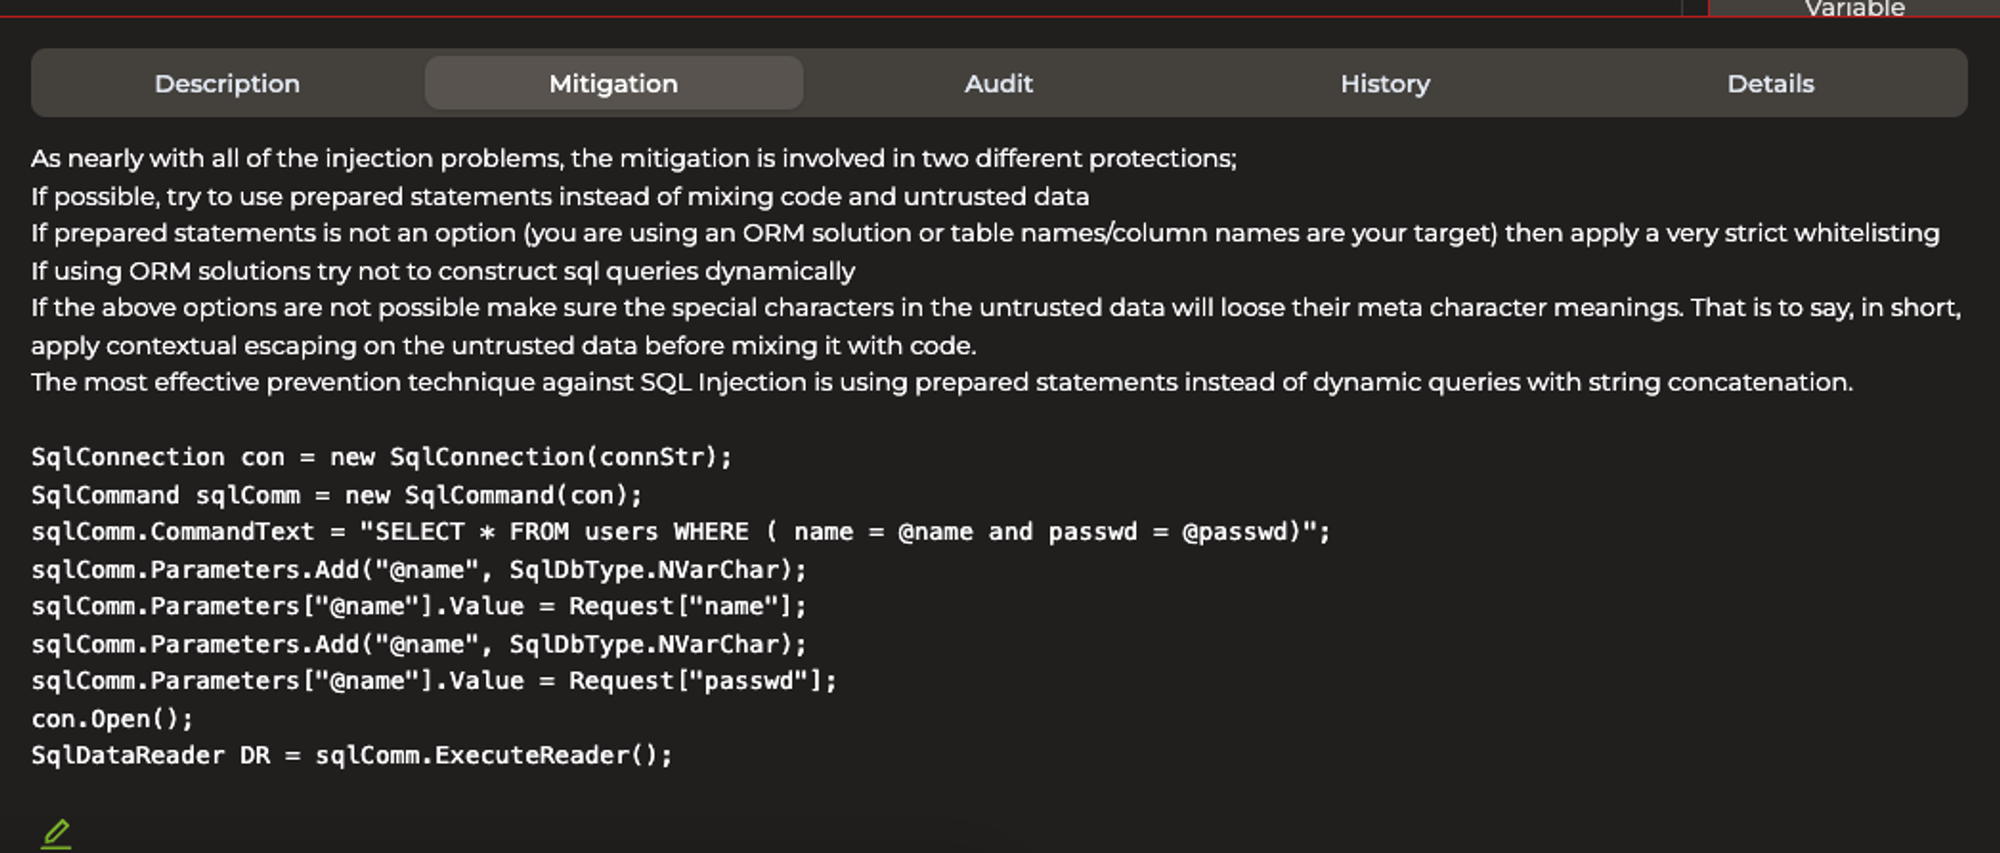 Variable
Description Mitigation Audit History Details
As nearly with all of the injection problems, the mitigation is involved in two different protections;
If possible, try to use prepared statements instead of mixing code and untrusted data
If prepared statements is not an option (you are using an ORM solution or table names/column names are your target) then apply a very strict whitelisting
If using ORM solutions try not to construct sql queries dynamically
If the above options are not possible make sure the special characters in the untrusted data will loose their meta character meanings. That is to say, in short,
apply contextual escaping on the untrusted data before mixing it with code.
The most effective prevention technique against SQL Injection is using prepared statements instead of dynamic queries with string concatenation.
SqlConnection con = new SqlConnection(connStr);
SqlCommand sqlComm = new SqlCommand(con);
sqlComm.CommandText = "SELECT * FROM users WHERE ( name = @name and passwd = @passwd)";
sqlComm.Parameters.Add("@name", SqlDbType.NVarChar);
sqlComm.Parameters["@name"].Value = Request["name"];
sqlComm.Parameters.Add("@name", SqlDbType.NVarChar);
sqlComm.Parameters["@name"].Value = Request["passwd"];
con.Open();
SqlDataReader DR = sqlComm.ExecuteReader();